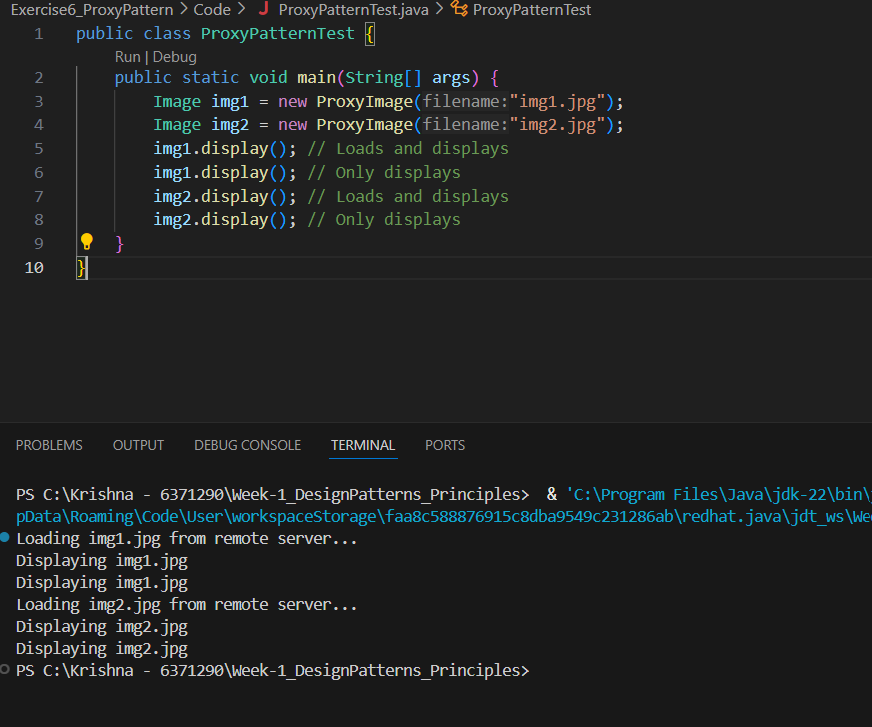 Exercise6_ProxyPattern > Code > J ProxyPatternTest.java > ProxyPatternTest
1 public class ProxyPatternTest {
Run | Debug
2 public static void main(String[] args) {
3 Image img1 = new ProxyImage(filename:"img1.jpg");
4 Image img2 = new ProxyImage(filename:"img2.jpg");
5 img1.display(); // Loads and displays
6 img1.display(); // Only displays
7 img2.display(); // Loads and displays
8 img2.display(); // Only displays
9 }
10 }
PROBLEMS OUTPUT DEBUG CONSOLE TERMINAL PORTS
PS C:\Krishna - 6371290\Week-1_DesignPatterns_Principles> & 'C:\Program Files\Java\jdk-22\bin\
pData\Roaming\Code\User\workspaceStorage\faa8c588876915c8dba9549c231286ab\redhat.java\jdt_ws\Wee
Loading img1.jpg from remote server...
Displaying img1.jpg
Displaying img1.jpg
Loading img2.jpg from remote server...
Displaying img2.jpg
Displaying img2.jpg
PS C:\Krishna - 6371290\Week-1_DesignPatterns_Principles>